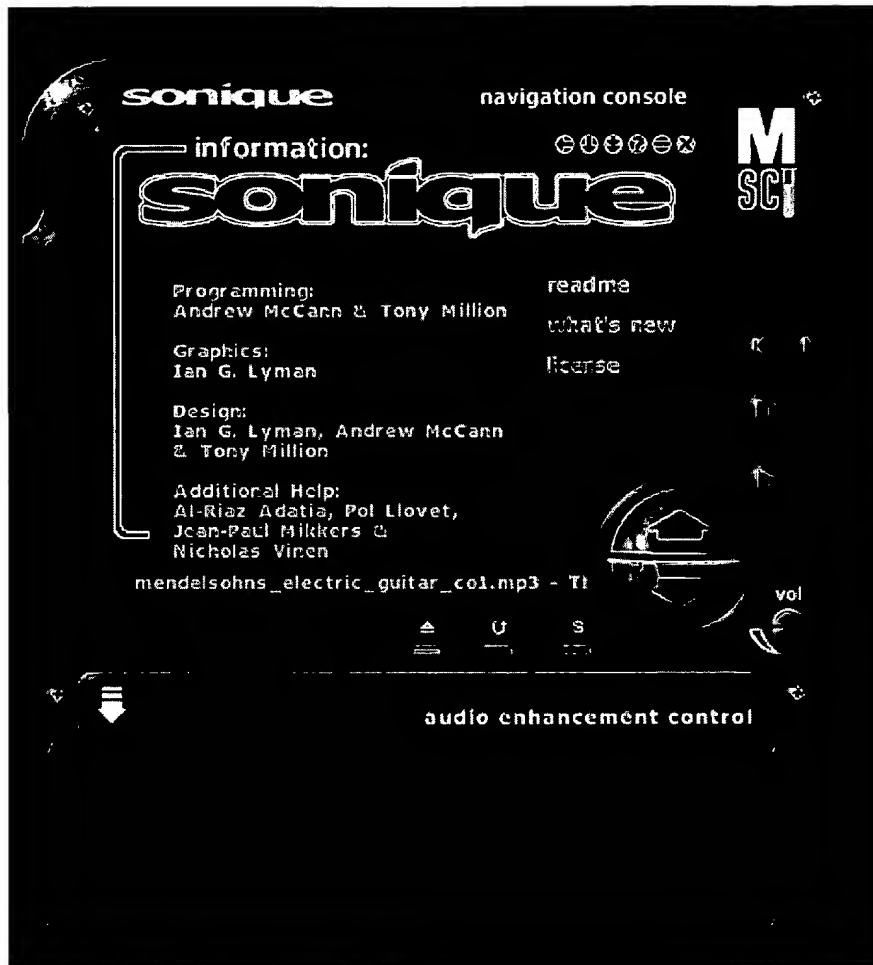 sonique
navigation console
information:
sonique
M
SCI
Programming:
Andrew McCann & Tony Million
Graphics:
Ian G. Lyman
Design:
Ian G. Lyman, Andrew McCann
& Tony Million
Additional Help:
Al-Riaz Adatia, Pol Llovet,
Jean-Paul Mikkers &
Nicholas Vinen
readme
what's new
license
mendelsohns_electric_guitar_co1.mp3 - T
vol
S
audio enhancement control